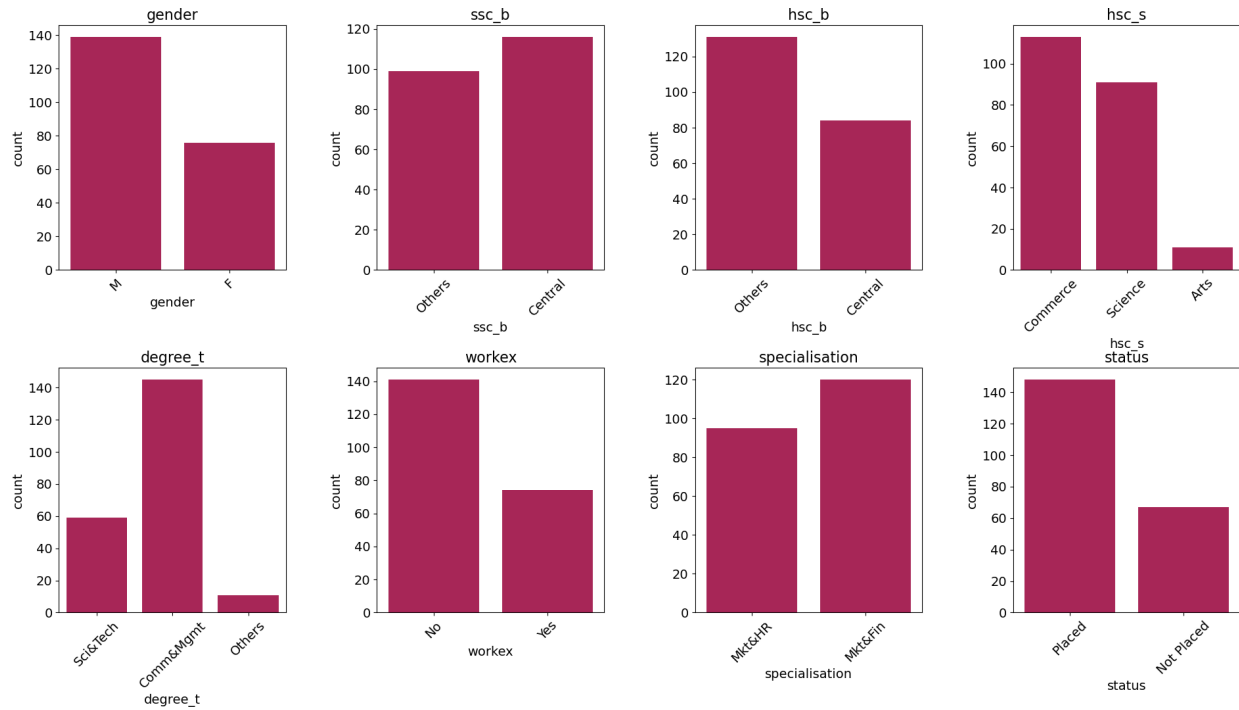 gender
140
120
100
80
60
40
20
0
count
M
F
gender
ssc_b
120
100
80
60
40
20
0
count
Others
Central
ssc_b
hsc_b
120
100
80
60
40
20
0
count
Others
Central
hsc_b
hsc_s
100
80
60
40
20
0
count
Commerce
Science
Arts
hsc_s
degree_t
140
120
100
80
60
40
20
0
count
Sci&Tech
Comm&Mgmt
Others
degree_t
workex
140
120
100
80
60
40
20
0
count
No
Yes
workex
specialisation
120
100
80
60
40
20
0
count
Mkt&HR
Mkt&Fin
specialisation
status
140
120
100
80
60
40
20
0
count
Placed
Not Placed
status